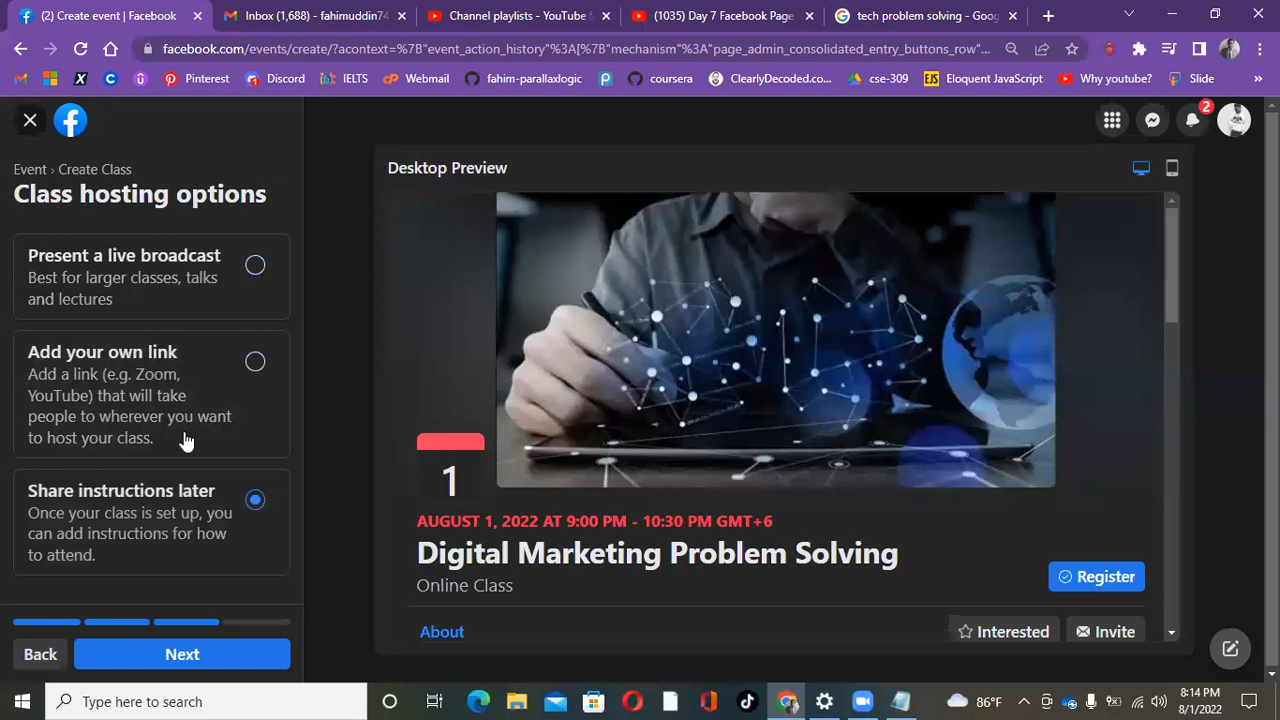 (2) Create event | Facebook
Inbox (1,688) - fahimuddin74
Channel playlists - YouTube S
(1035) Day 7 Facebook Page
tech problem solving - Goog
facebook.com/events/create/?acontext=%7B"event_action_history"%3A[%7B"mechanism"%3A"page_admin_consolidated_entry_buttons_row"...
Pinterest
Discord
IELTS
Webmail
fahim-parallaxlogic
coursera
ClearlyDecoded.co...
cse-309
Eloquent JavaScript
Why youtube?
Slide
»
2
Event › Create Class
Class hosting options
Present a live broadcast
Best for larger classes, talks
and lectures
Add your own link
Add a link (e.g. Zoom,
YouTube) that will take
people to wherever you want
to host your class.
Share instructions later
Once your class is set up, you
can add instructions for how
to attend.
Back
Next
Desktop Preview
1
AUGUST 1, 2022 AT 9:00 PM - 10:30 PM GMT+6
Digital Marketing Problem Solving
Online Class
Register
About
Interested
Invite
Type here to search
86°F
8:14 PM
8/1/2022